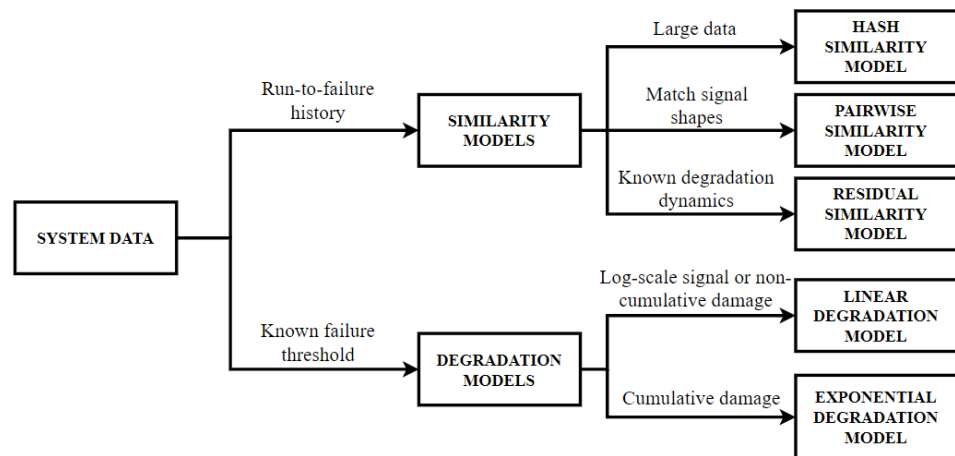 Large data
HASH
SIMILARITY
MODEL
Run-to-failure
history
SIMILARITY
MODELS
Match signal
shapes
PAIRWISE
SIMILARITY
MODEL
Known degradation
dynamics
RESIDUAL
SIMILARITY
MODEL
SYSTEM DATA
Known failure
threshold
DEGRADATION
MODELS
Log-scale signal or non-
cumulative damage
LINEAR
DEGRADATION
MODEL
Cumulative damage
EXPONENTIAL
DEGRADATION
MODEL